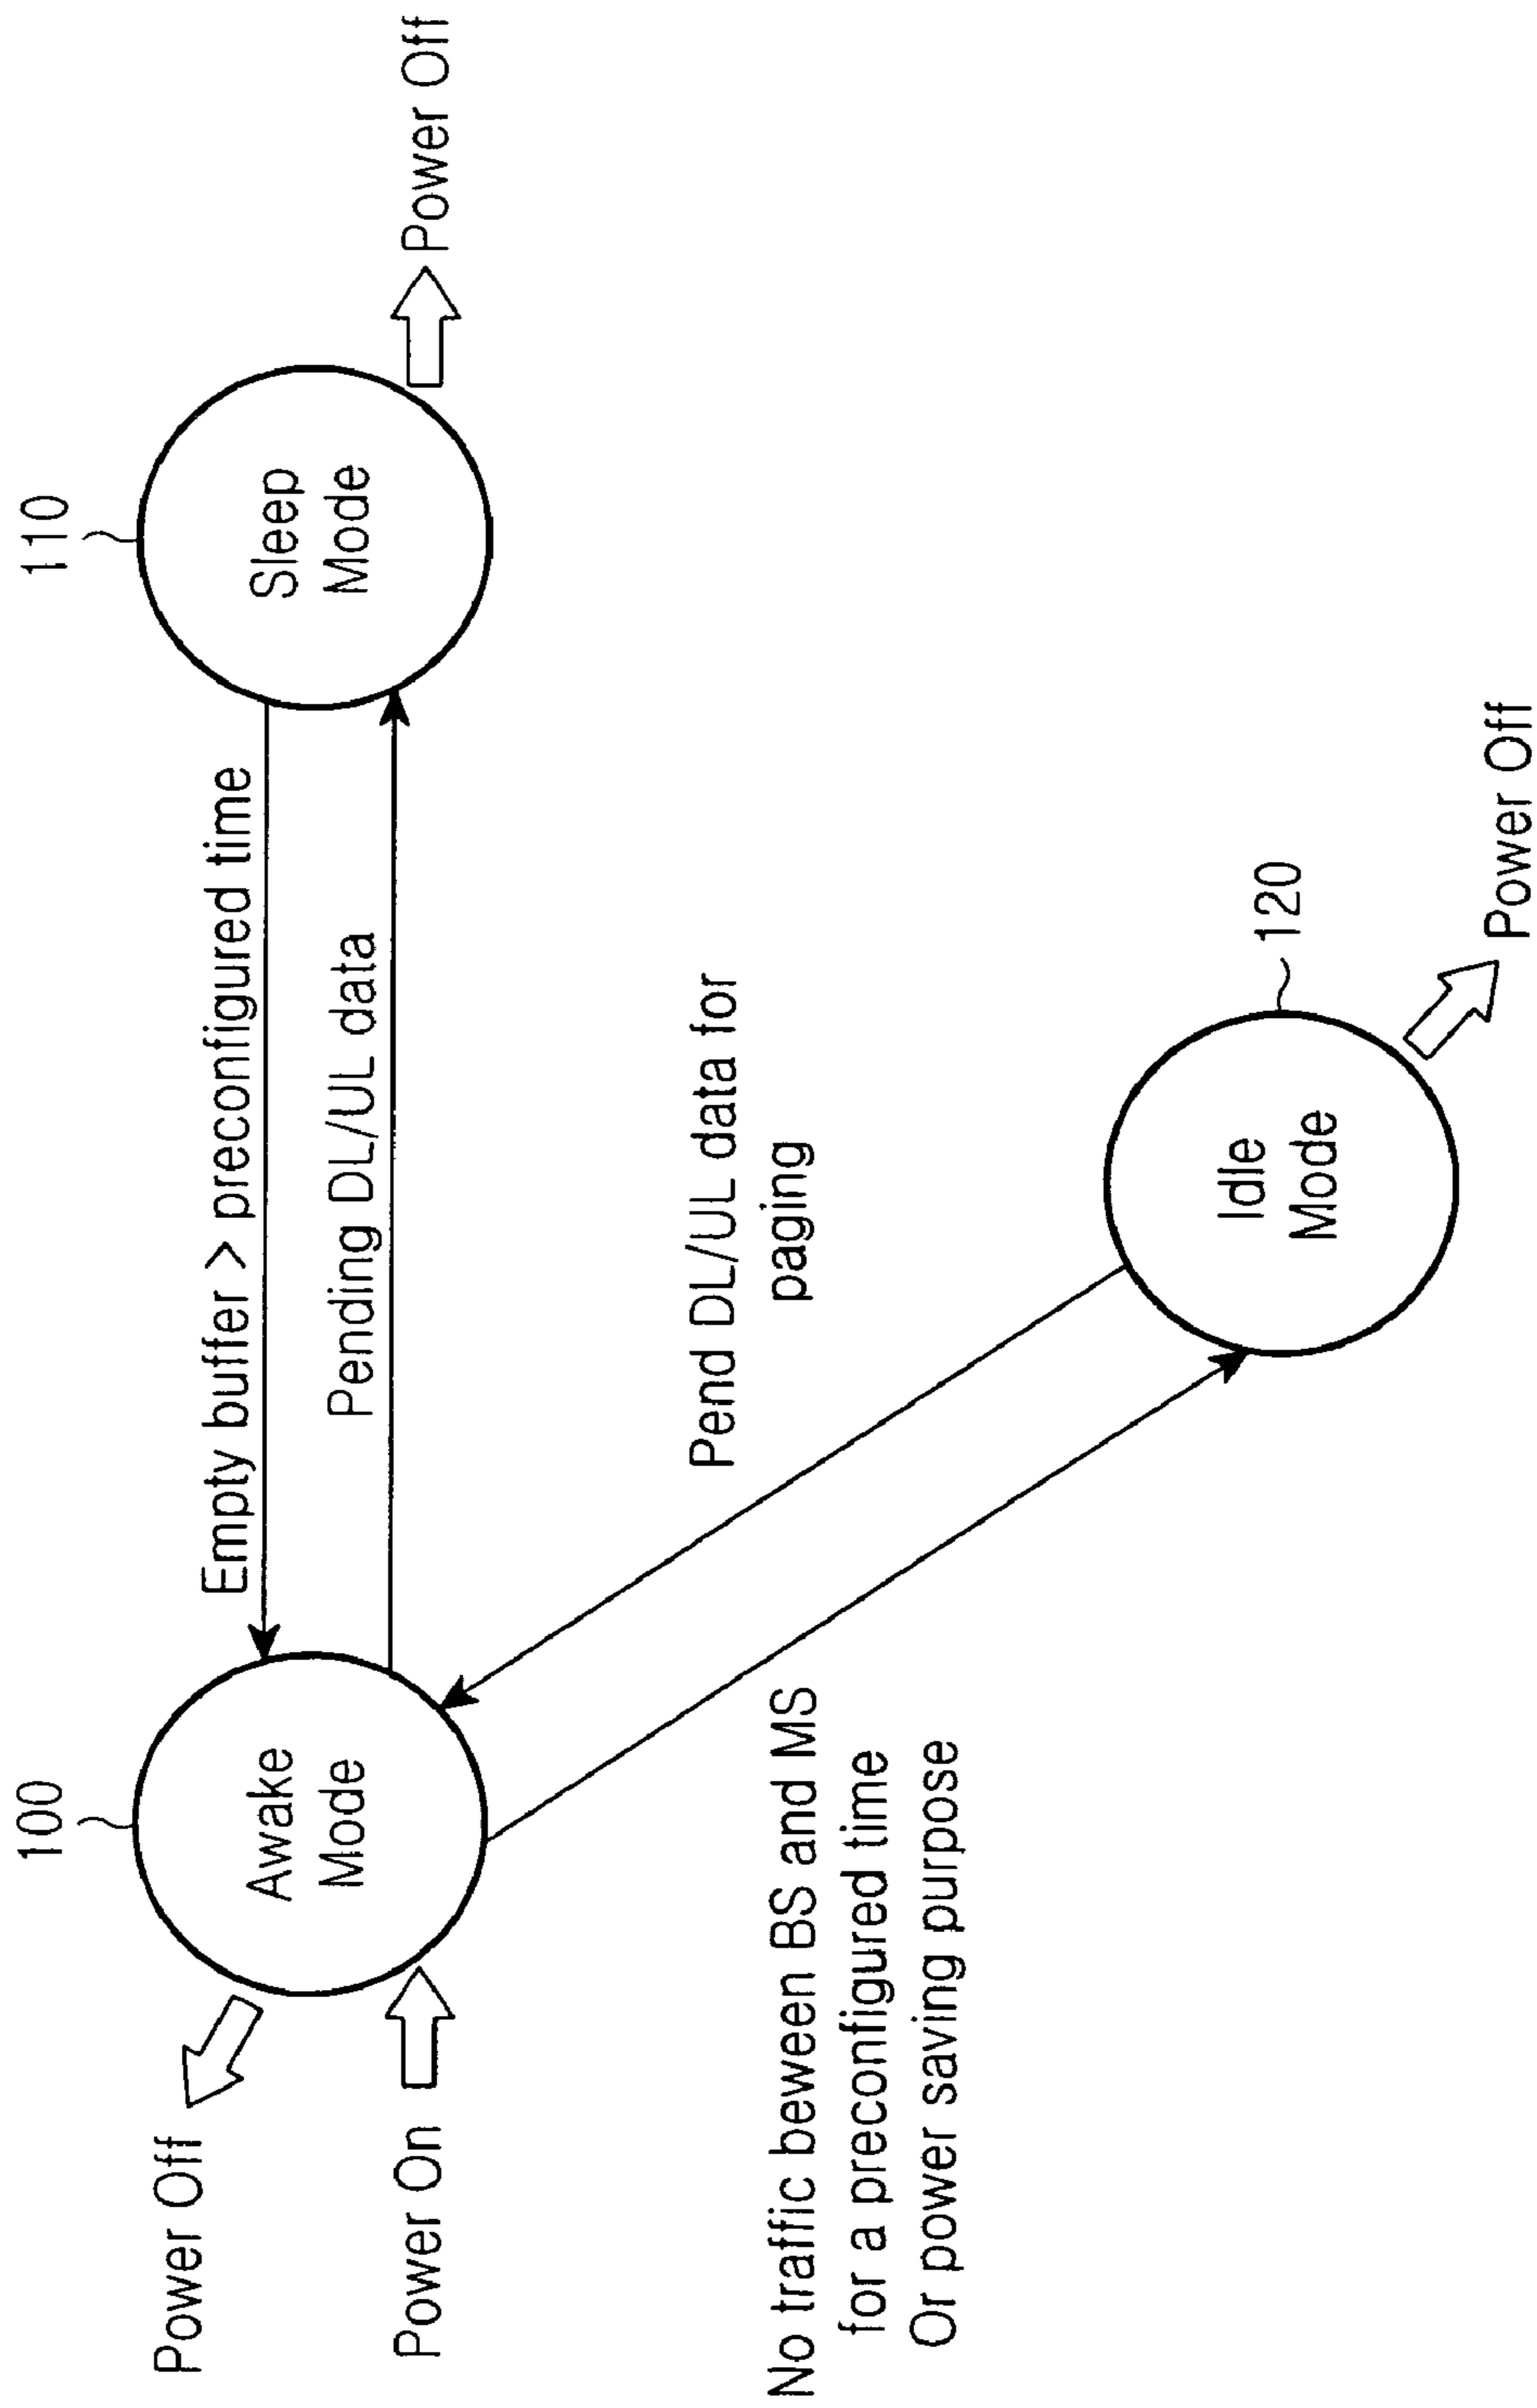 100
110
Power Off
Awake
Mode
Power On
Empty buffer > preconfigured time
Pending DL/UL data
Sleep
Mode
Power Off
Pend DL/UL data for
paging
No traffic beween BS and MS
for a preconfigured time
Or power saving purpose
120
Idle
Mode
Power Off